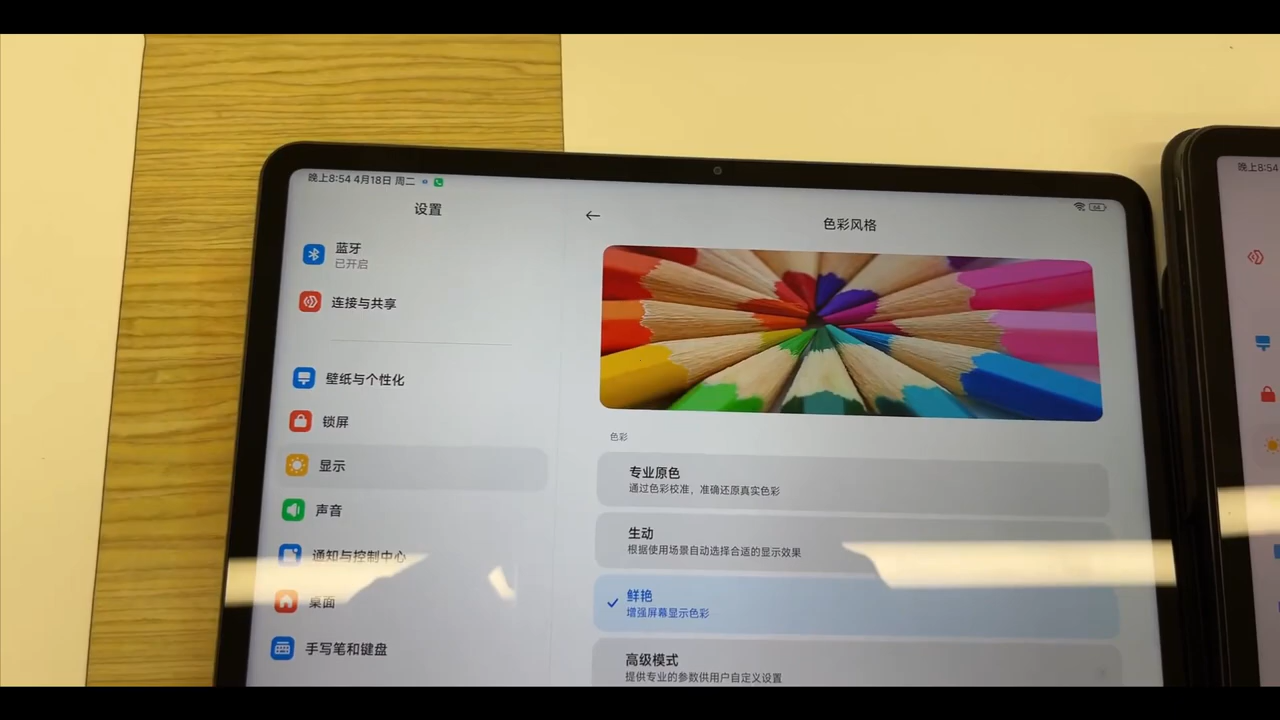 晚上8:54 4月18日 周二
68
设置
蓝牙
已开启
连接与共享
壁纸与个性化
锁屏
显示
声音
通知与控制中心
桌面
手写笔和键盘
色彩风格
色彩
专业原色
通过色彩校准，准确还原真实色彩
生动
根据使用场景自动选择合适的显示效果
鲜艳
增强屏幕显示色彩
高级模式
提供专业的参数供用户自定义设置
晚上8:54